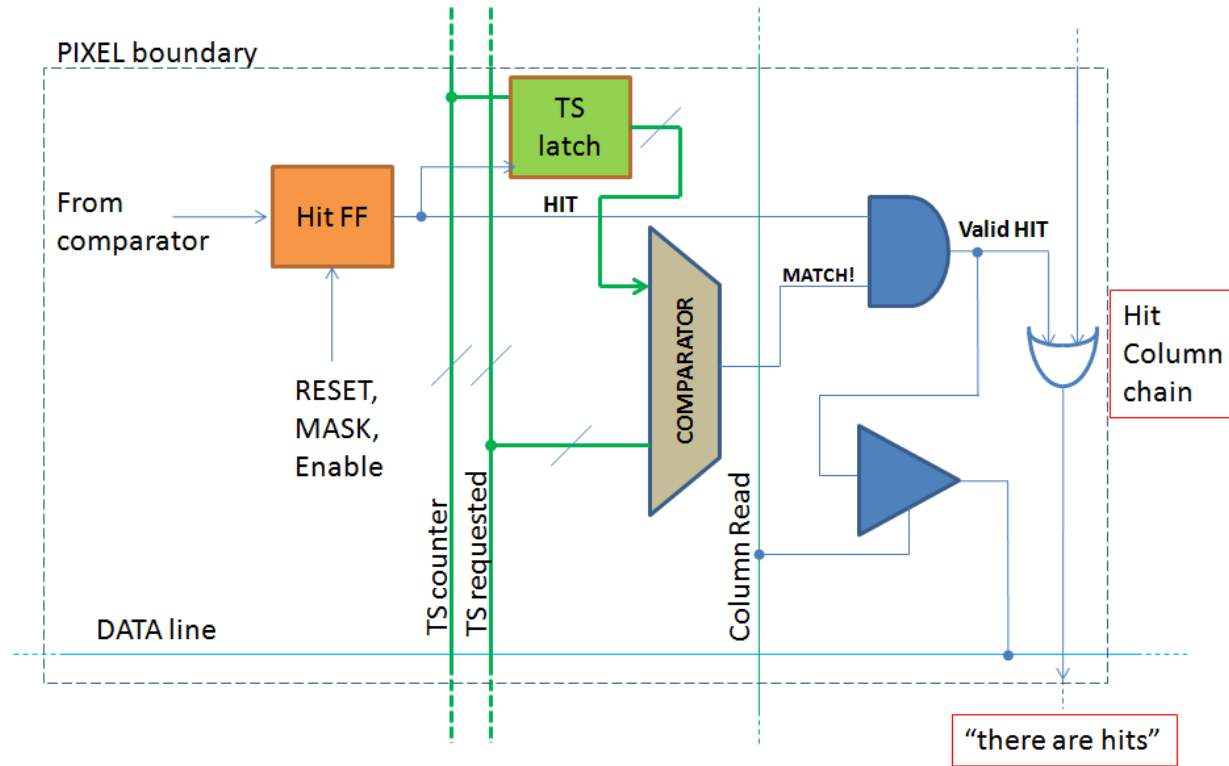 PIXEL boundary
TS
latch
From
comparator
Hit FF
HIT
Valid HIT
MATCH!
COMPARATOR
Hit
Column
chain
RESET,
MASK,
Enable
TS counter
TS requested
Column Read
DATA line
“there are hits”